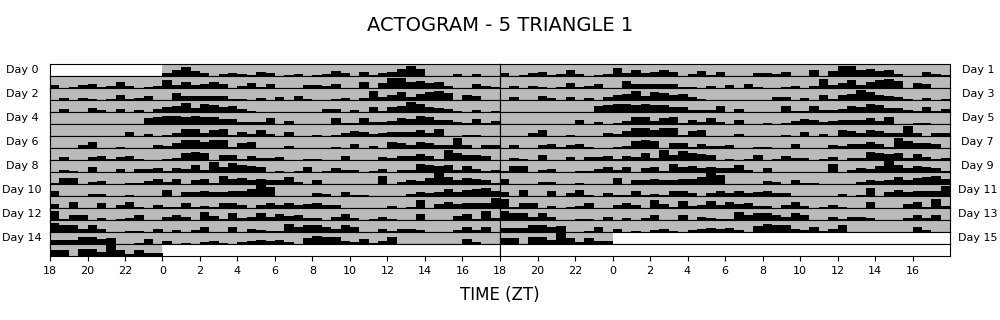 ACTOGRAM - 5 TRIANGLE 1
Day 0 Day 1
Day 2 Day 3
Day 4 Day 5
Day 6 Day 7
Day 8 Day 9
Day 10 Day 11
Day 12 Day 13
Day 14 Day 15
18 20 22 0 2 4 6 8 10 12 14 16 18 20 22 0 2 4 6 8 10 12 14 16
TIME (ZT)